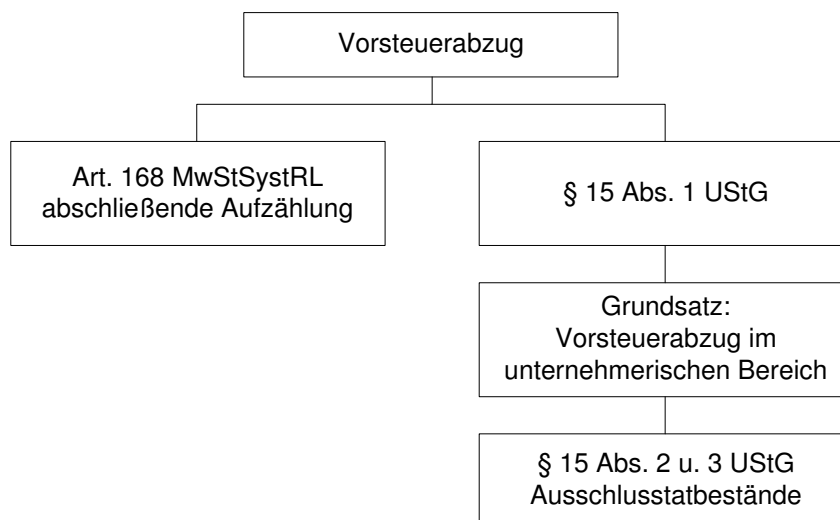 Vorsteuerabzug
Art. 168 MwStSystRL
abschließende Aufzählung
§ 15 Abs. 1 UStG
Grundsatz:
Vorsteuerabzug im
unternehmerischen Bereich
§ 15 Abs. 2 u. 3 UStG
Ausschlusstatbestände